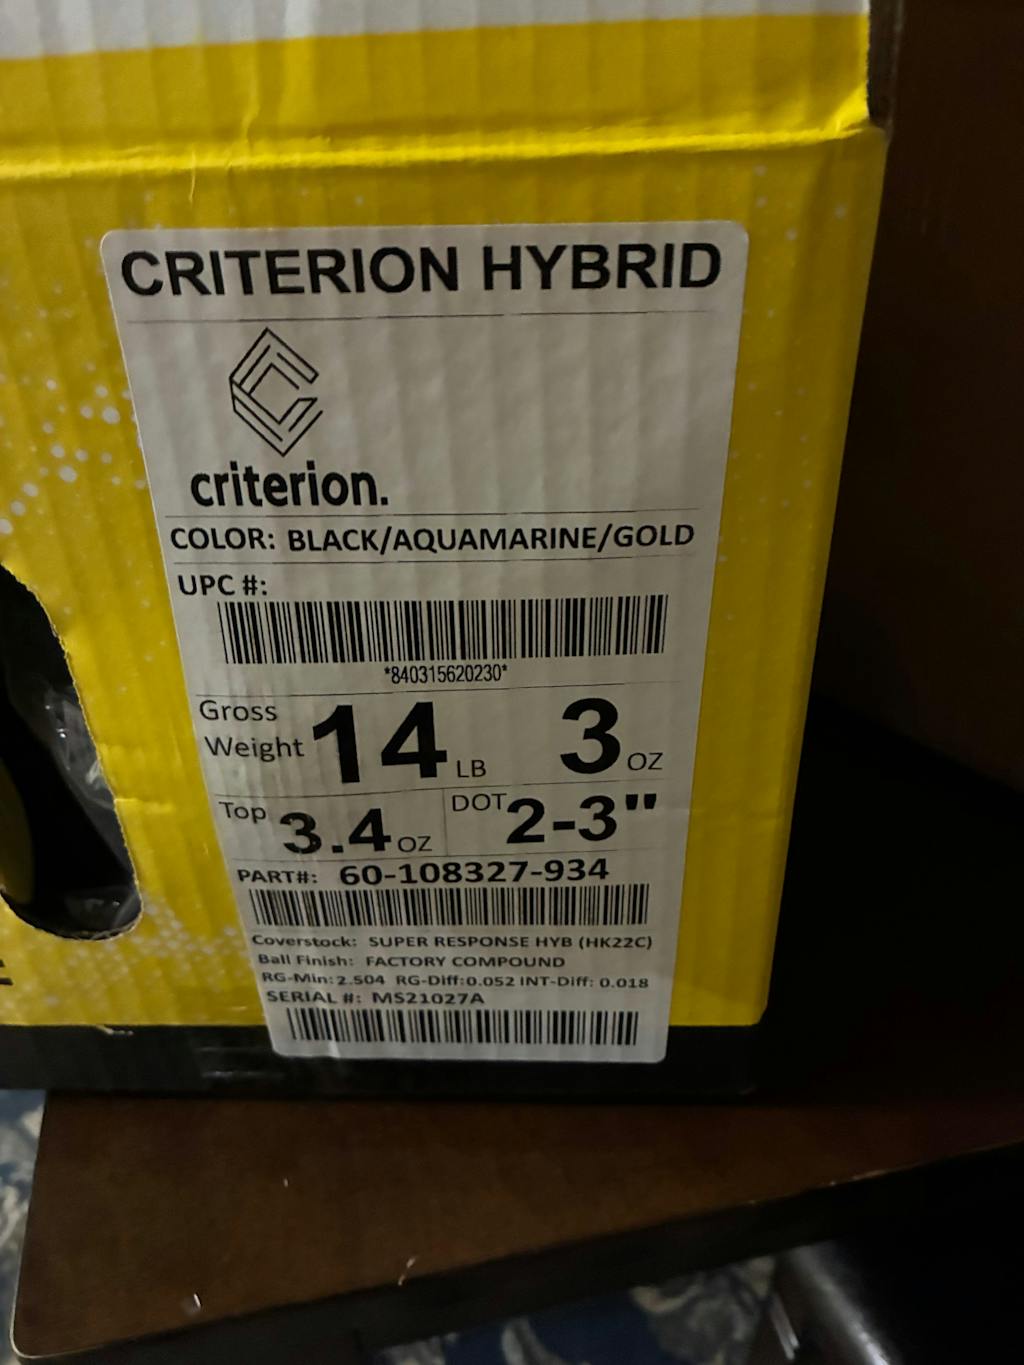 CRITERION HYBRID
criterion.
COLOR: BLACK/AQUAMARINE/GOLD
UPC #:
*840315620230*
Gross Weight 14 LB 3 OZ
Top 3.4 OZ DOT 2-3"
PART#: 60-108327-934
Coverstock: SUPER RESPONSE HYB (HK22C)
Ball Finish: FACTORY COMPOUND
RG-Min: 2.504 RG-Diff:0.052 INT-Diff: 0.018
SERIAL #: MS21027A